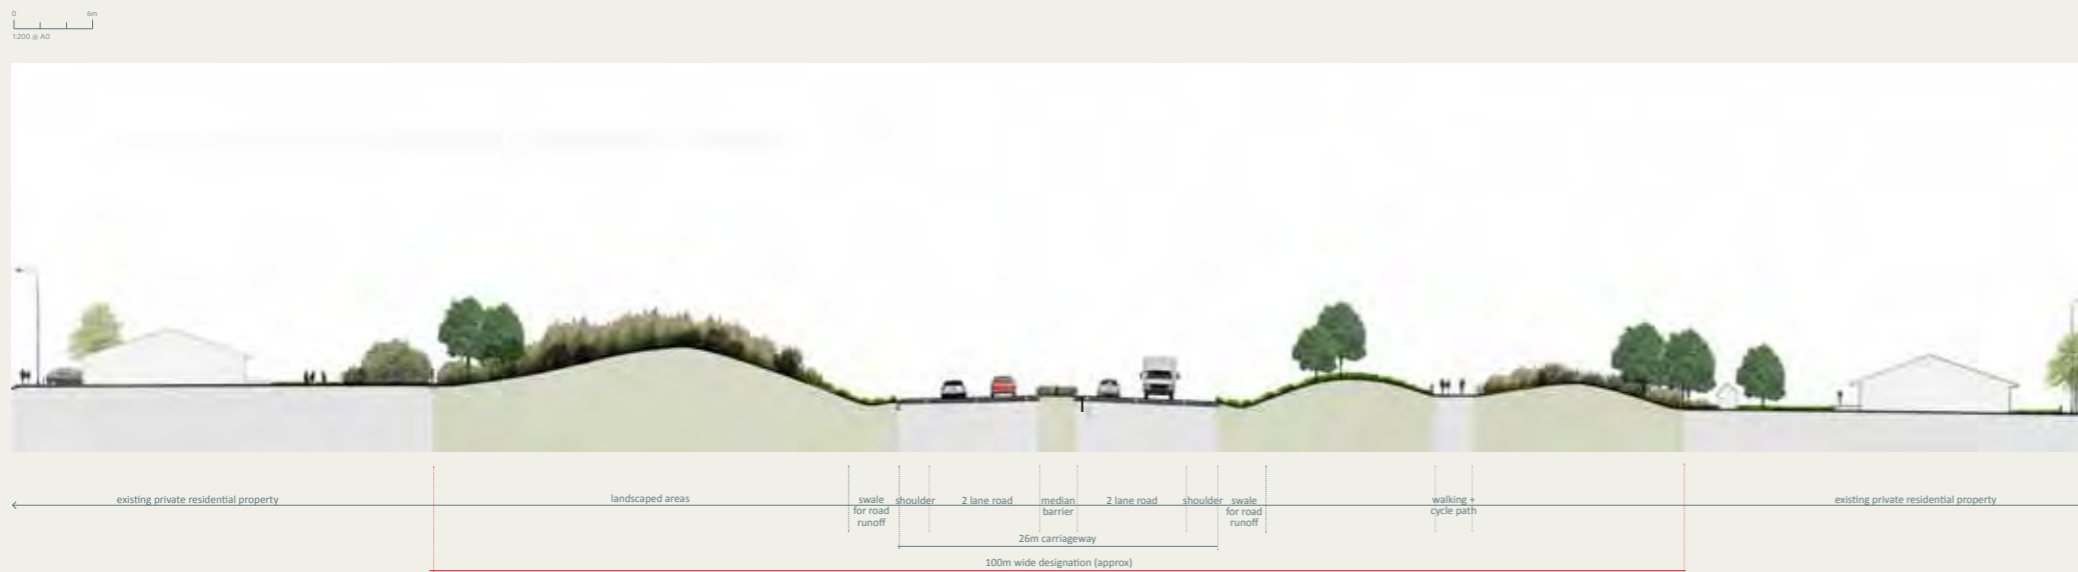 0 6m
1:200 @ A0
existing private residential property
landscaped areas
swale
for road
runoff
shoulder
2 lane road
median
barrier
2 lane road
shoulder
swale
for road
runoff
walking +
cycle path
existing private residential property
26m carriageway
100m wide designation (approx)